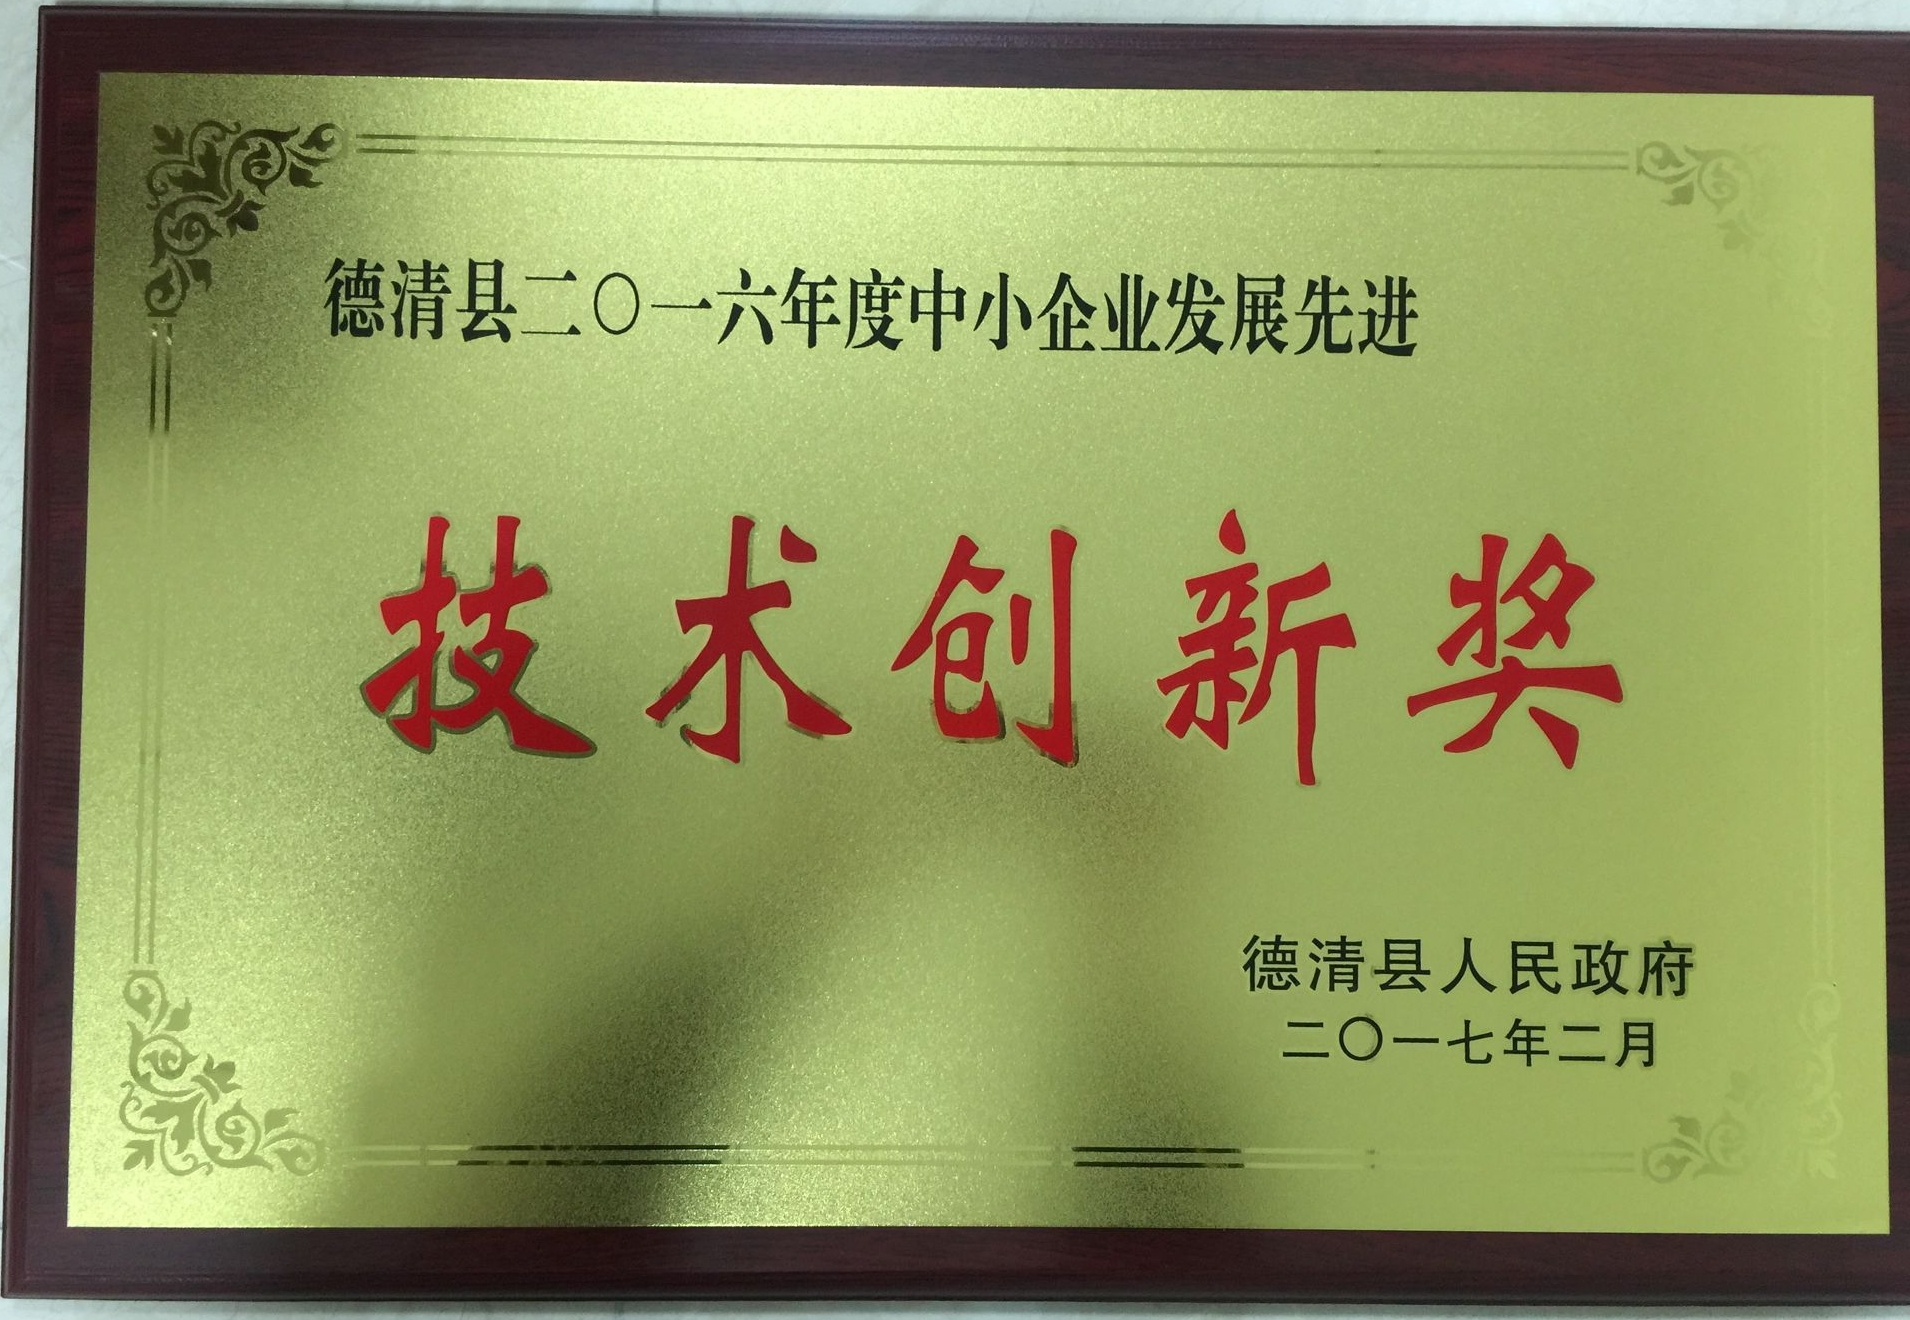 德清县二〇一六年度中小企业发展先进
技术创新奖
德清县人民政府
二〇一七年二月